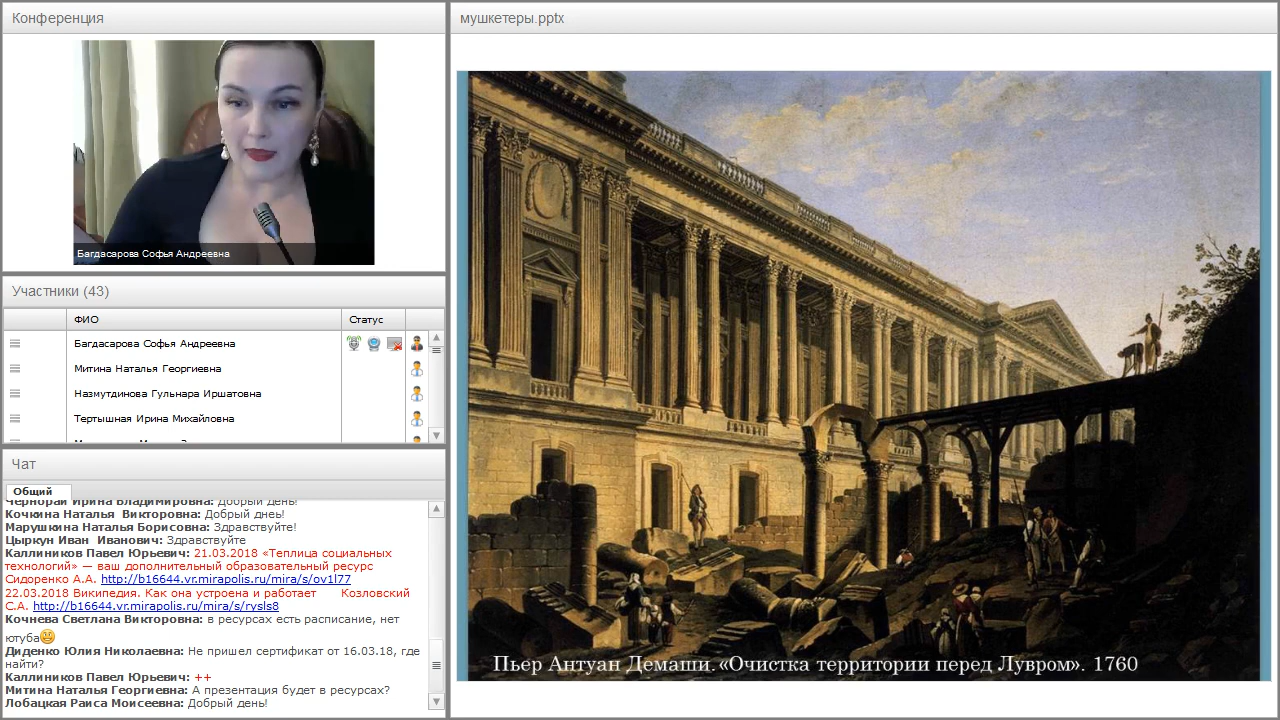 Конференция
Багдасарова Софья Андреевна
Участники (43)
ФИО
Статус
Багдасарова Софья Андреевна
Митина Наталья Георгиевна
Назмутдинова Гульнара Иршатовна
Тертышная Ирина Михайловна
Чат
Общий
Чернорай Ирина Владимировна: Добрый день!
Кочкина Наталья Викторовна: Добрый днеь!
Марушкина Наталья Борисовна: Здравствуйте!
Цыркун Иван Иванович: Здравствуйте
Каллиников Павел Юрьевич: 21.03.2018 «Теплица социальных
технологий» — ваш дополнительный образовательный ресурс
Сидоренко А.А. http://b16644.vr.mirapolis.ru/mira/s/ov1l77
22.03.2018 Википедия. Как она устроена и работает Козловский
С.А. http://b16644.vr.mirapolis.ru/mira/s/rysls8
Кочнева Светлана Викторовна: в ресурсах есть расписание, нет
ютуба
Диденко Юлия Николаевна: Не пришел сертификат от 16.03.18, где
найти?
Каллиников Павел Юрьевич: ++
Митина Наталья Георгиевна: А презентация будет в ресурсах?
Лобацкая Раиса Моисеевна: Добрый день!
мушкетеры.pptx
Пьер Антуан Демаши. «Очистка территории перед Лувром». 1760